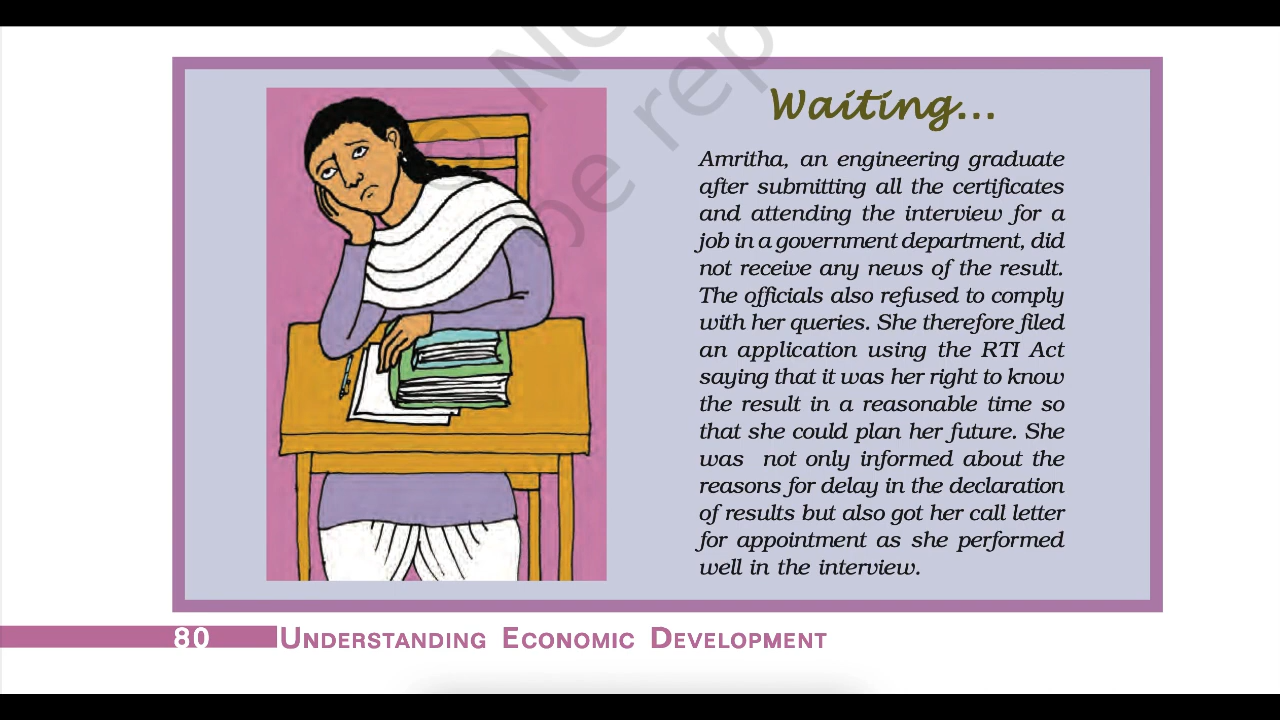 Waiting...
Amritha, an engineering graduate
after submitting all the certificates
and attending the interview for a
job in a government department, did
not receive any news of the result.
The officials also refused to comply
with her queries. She therefore filed
an application using the RTI Act
saying that it was her right to know
the result in a reasonable time so
that she could plan her future. She
was not only informed about the
reasons for delay in the declaration
of results but also got her call letter
for appointment as she performed
well in the interview.
80 UNDERSTANDING ECONOMIC DEVELOPMENT